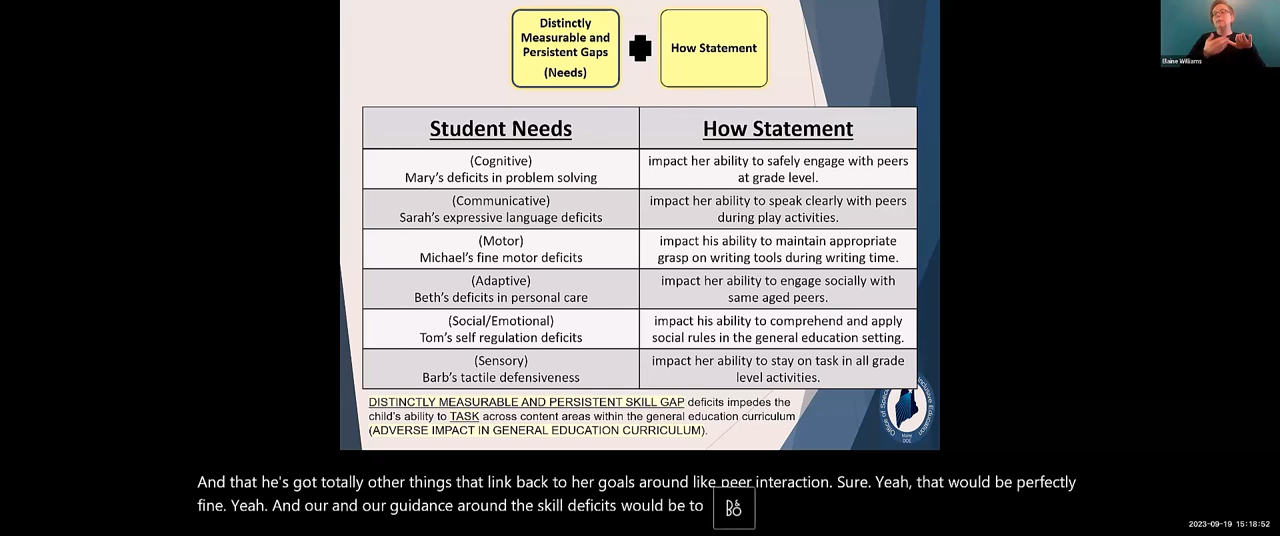 Distinctly
Measurable and
Persistent Gaps
(Needs)
How Statement
Elaine Williams
Student Needs
How Statement
(Cognitive)
Mary's deficits in problem solving
impact her ability to safely engage with peers
at grade level.
(Communicative)
Sarah's expressive language deficits
impact her ability to speak clearly with peers
during play activities.
(Motor)
Michael's fine motor deficits
impact his ability to maintain appropriate
grasp on writing tools during writing time.
(Adaptive)
Beth's deficits in personal care
impact her ability to engage socially with
same aged peers.
(Social/Emotional)
Tom's self regulation deficits
impact his ability to comprehend and apply
social rules in the general education setting.
(Sensory)
Barb's tactile defensiveness
impact her ability to stay on task in all grade
level activities.
DISTINCTLY MEASURABLE AND PERSISTENT SKILL GAP deficits impedes the
child's ability to TASK across content areas within the general education curriculum
(ADVERSE IMPACT IN GENERAL EDUCATION CURRICULUM).
Office of Special
Inclusive Education
Maine
DOE
And that he's got totally other things that link back to her goals around like peer interaction. Sure. Yeah, that would be perfectly
fine. Yeah. And our and our guidance around the skill deficits would be to
B&O
2023-09-19 15:18:52